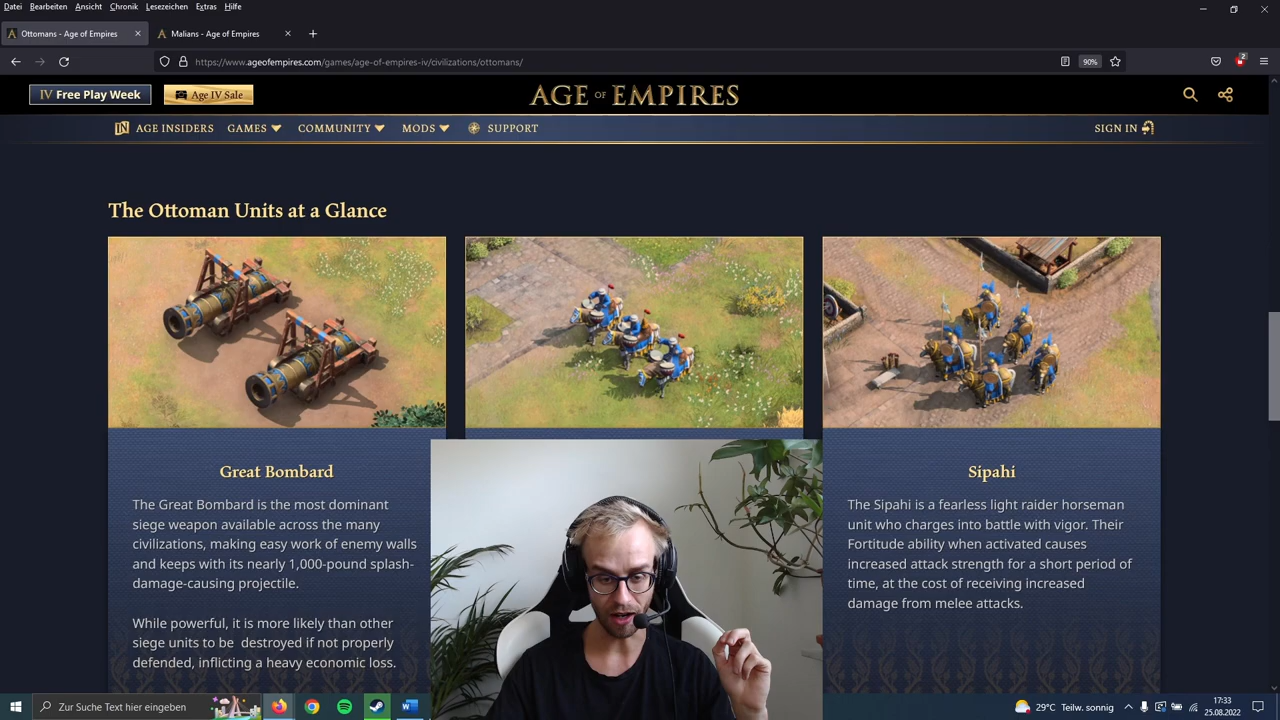 Datei Bearbeiten Ansicht Chronik Lesezeichen Extras Hilfe
Ottomans - Age of Empires
Malians - Age of Empires
https://www.ageofempires.com/games/age-of-empires-iv/civilizations/ottomans/
90%
2
IV Free Play Week
Age IV Sale
AGE OF EMPIRES
AGE INSIDERS
GAMES
COMMUNITY
MODS
SUPPORT
SIGN IN
The Ottoman Units at a Glance
Great Bombard
The Great Bombard is the most dominant
siege weapon available across the many
civilizations, making easy work of enemy walls
and keeps with its nearly 1,000-pound splash-
damage-causing projectile.
While powerful, it is more likely than other
siege units to be destroyed if not properly
defended, inflicting a heavy economic loss.
Sipahi
The Sipahi is a fearless light raider horseman
unit who charges into battle with vigor. Their
Fortitude ability when activated causes
increased attack strength for a short period of
time, at the cost of receiving increased
damage from melee attacks.
Zur Suche Text hier eingeben
29°C Teilw. sonnig
17:33
25.08.2022